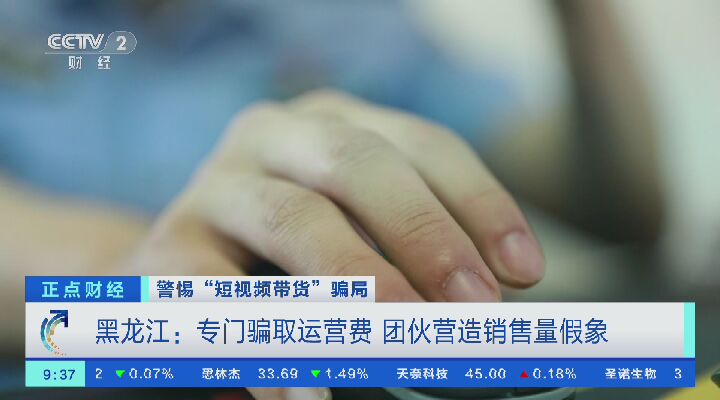 CCTV 2
财经
正点财经 警惕“短视频带货”骗局
黑龙江：专门骗取运营费 团伙营造销售量假象
9:37 2 ▼0.07% 思林杰 33.69 ▼1.49% 天奈科技 45.00 ▲0.18% 圣诺生物 3